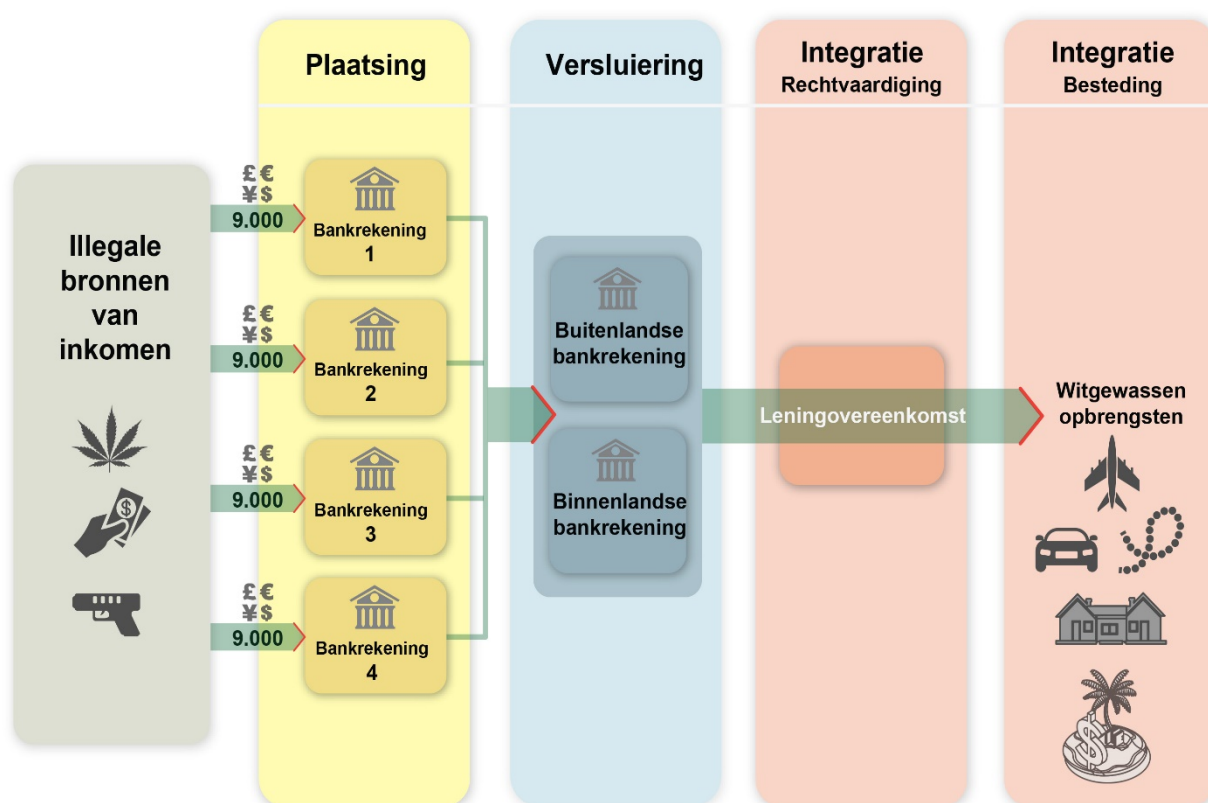 Plaatsing
Versluiering
Integratie
Rechtvaardiging
Integratie
Besteding
Illegale
bronnen
van
inkomen
£ €
¥ $
9.000
Bankrekening
1
£ €
¥ $
9.000
Bankrekening
2
£ €
¥ $
9.000
Bankrekening
3
£ €
¥ $
9.000
Bankrekening
4
Buitenlandse
bankrekening
Binnenlandse
bankrekening
Leningovereenkomst
Witgewassen
opbrengsten